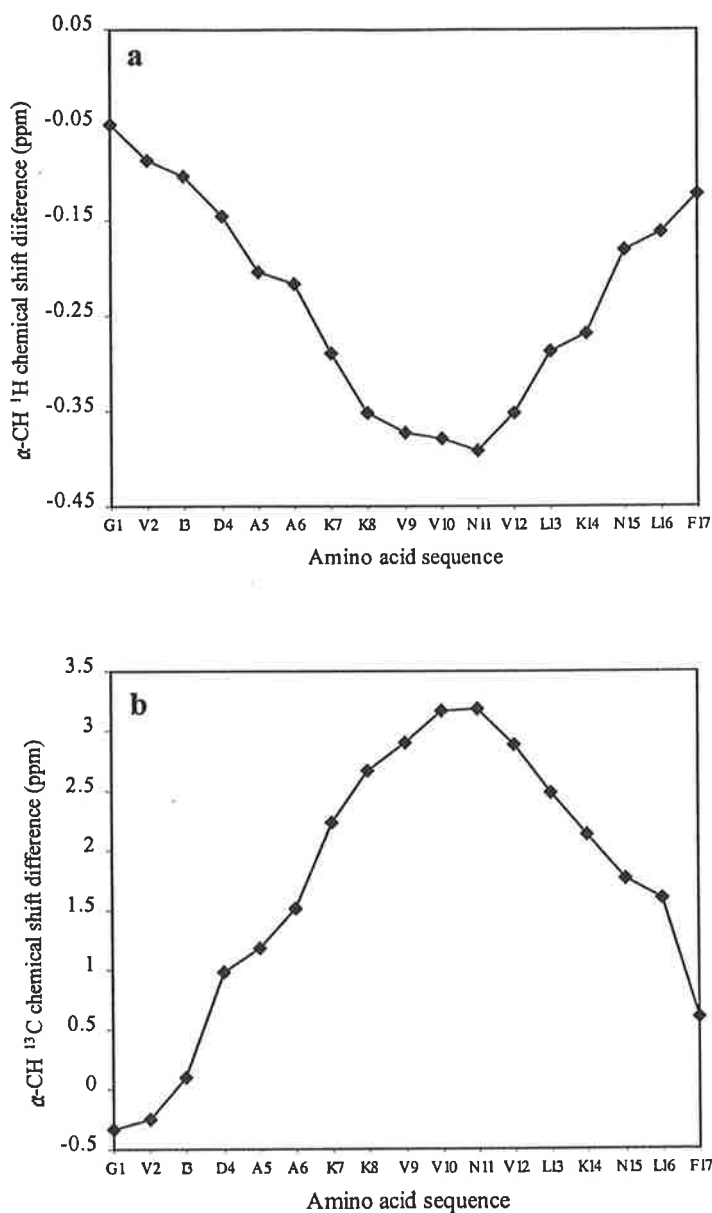 a
α-CH ¹H chemical shift diifference (ppm)
0.05
-0.05
-0.15
-0.25
-0.35
-0.45
G1 V2 I3 D4 A5 A6 K7 K8 V9 V10 N11 V12 L13 K14 N15 L16 F17
Amino acid sequence
b
α-CH ¹³C chemical shift difference (ppm)
3.5
3
2.5
2
1.5
1
0.5
0
-0.5
G1 V2 I3 D4 A5 A6 K7 K8 V9 V10 N11 V12 L13 K14 N15 L16 F17
Amino acid sequence